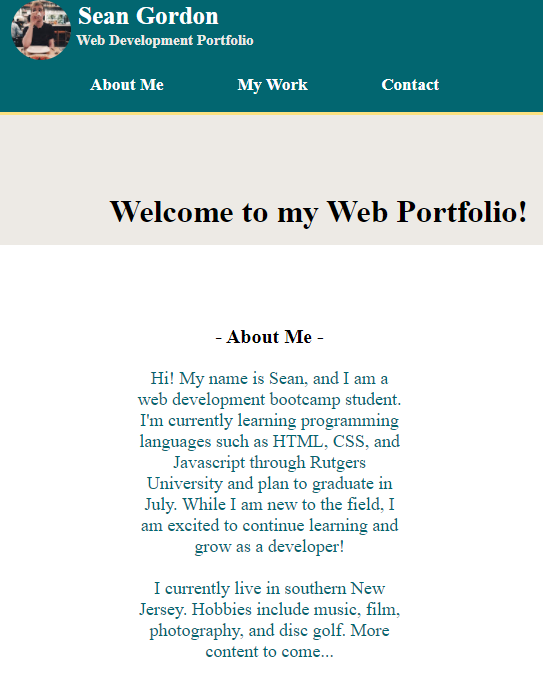 Sean Gordon
Web Development Portfolio
About Me My Work Contact
Welcome to my Web Portfolio!
- About Me -
Hi! My name is Sean, and I am a
web development bootcamp student.
I'm currently learning programming
languages such as HTML, CSS, and
Javascript through Rutgers
University and plan to graduate in
July. While I am new to the field, I
am excited to continue learning and
grow as a developer!
I currently live in southern New
Jersey. Hobbies include music, film,
photography, and disc golf. More
content to come...